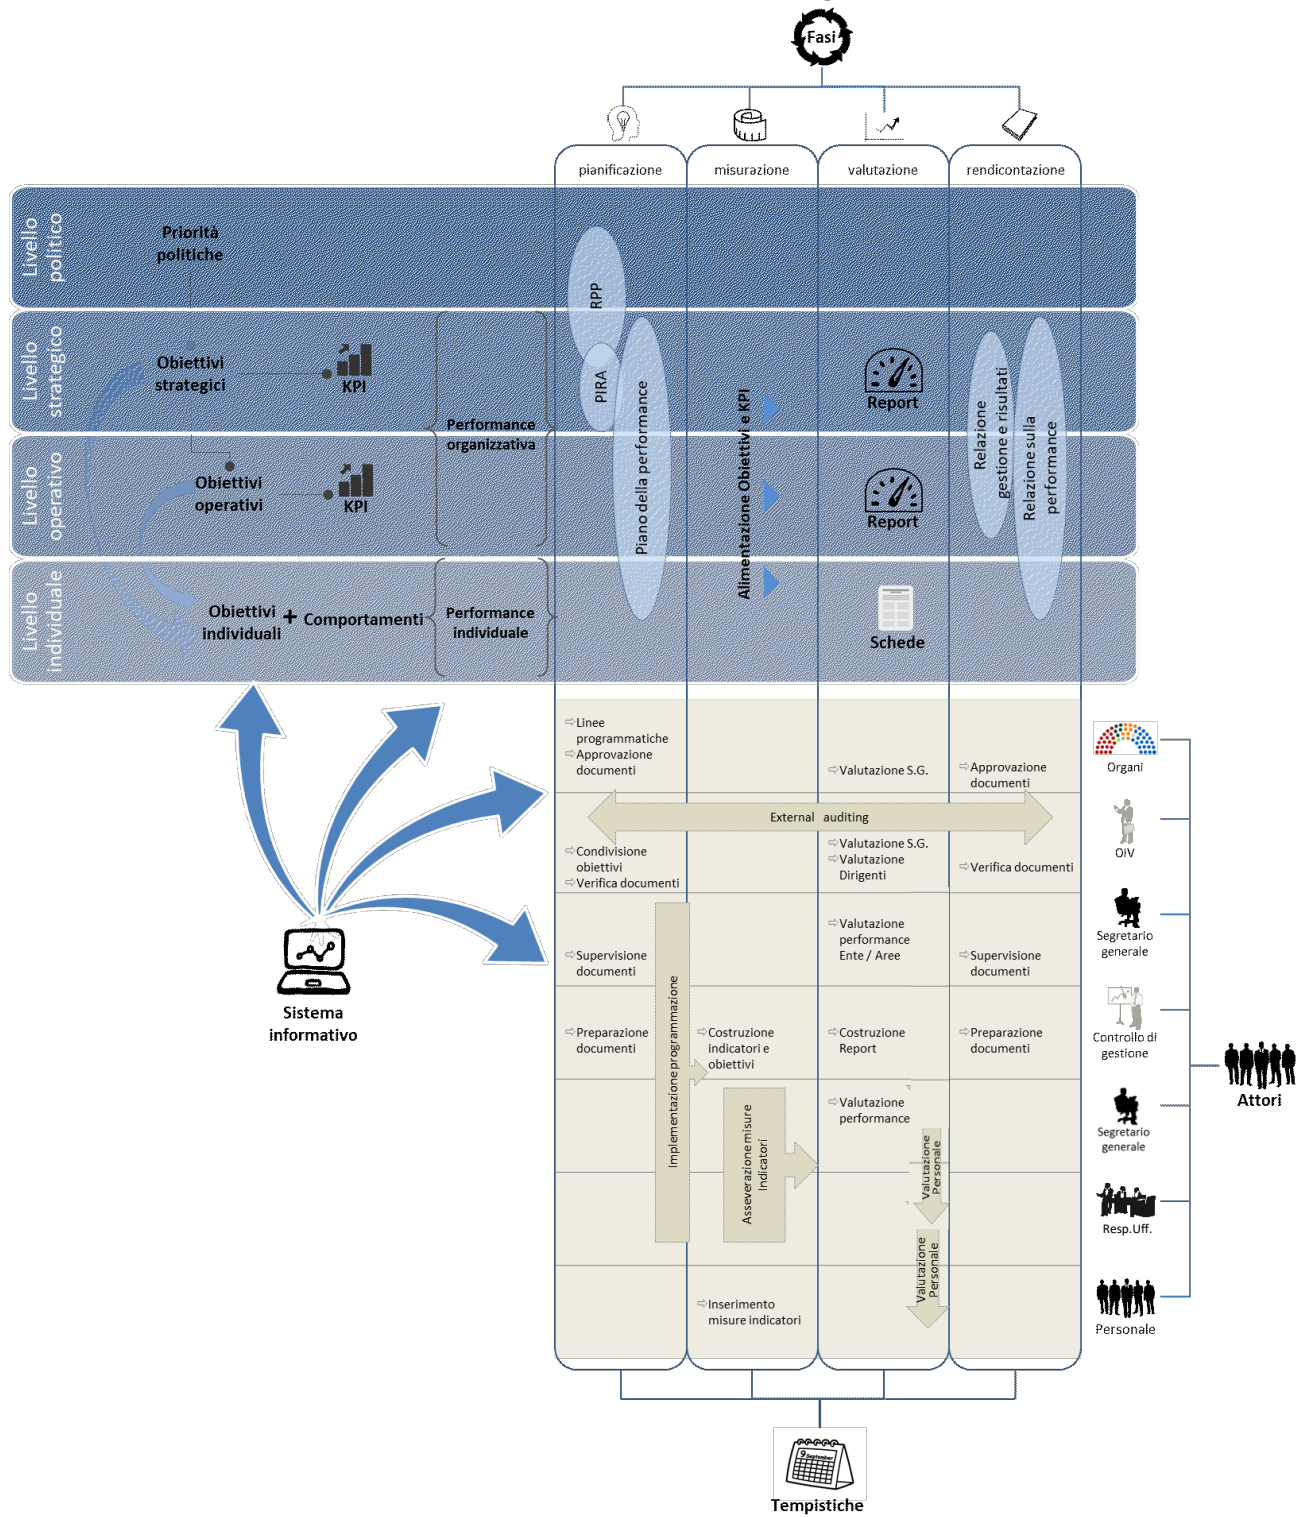 Fasi
pianificazione
misurazione
valutazione
rendicontazione
Livello
politico
Priorità
politiche
RPP
Livello
strategico
Obiettivi
strategici
KPI
Performance
organizzativa
PIRA
Piano della performance
Alimentazione Obiettivi e KPI
Report
Relazione
gestione e risultati
Relazione sulla
performance
Livello
operativo
Obiettivi
operativi
KPI
Report
Livello
individuale
Obiettivi
individuali
+
Comportamenti
Performance
individuale
Schede
Linee
programmatiche
Approvazione
documenti
Valutazione S.G.
Approvazione
documenti
Organi
External auditing
OIV
Condivisione
obiettivi
Verifica documenti
Valutazione S.G.
Valutazione
Dirigenti
Verifica documenti
Supervisione
documenti
Valutazione
performance
Ente / Aree
Supervisione
documenti
Segretario
generale
Sistema
informativo
Implementazione programmazione
Preparazione
documenti
Costruzione
indicatori e
obiettivi
Costruzione
Report
Preparazione
documenti
Controllo di
gestione
Attori
Asseverazione misure
Indicatori
Valutazione
performance
Valutazione
Personale
Segretario
generale
Resp.Uff.
Valutazione
Personale
Inserimento
misure indicatori
Personale
9 September
Tempistiche